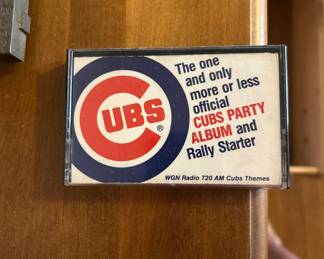 CUBS
®
The one
and only
more or less
official
CUBS PARTY
ALBUM and
Rally Starter
WGN Radio 720 AM Cubs Themes